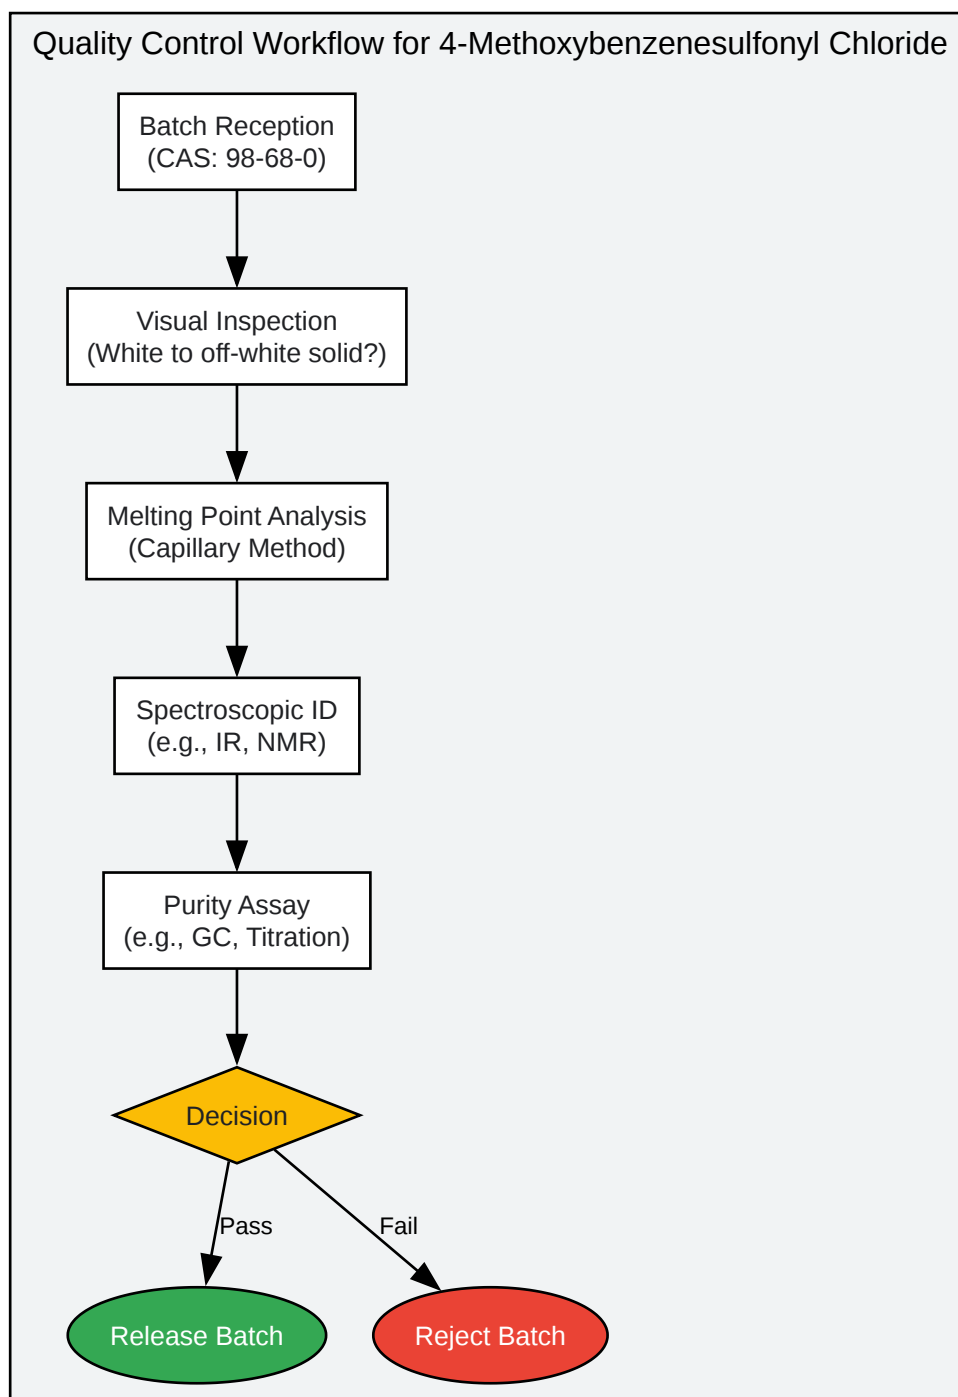 Quality Control Workflow for 4-Methoxybenzenesulfonyl Chloride
Batch Reception
(CAS: 98-68-0)
Visual Inspection
(White to off-white solid?)
Melting Point Analysis
(Capillary Method)
Spectroscopic ID
(e.g., IR, NMR)
Purity Assay
(e.g., GC, Titration)
Decision
Pass
Fail
Release Batch
Reject Batch